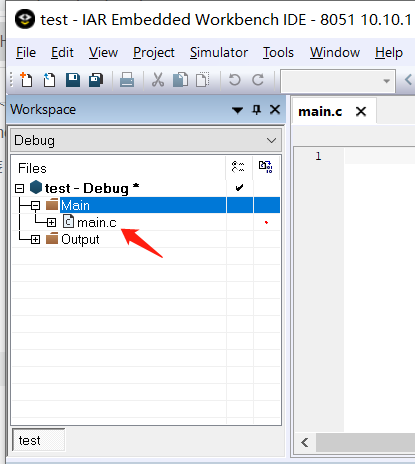 test - IAR Embedded Workbench IDE - 8051 10.10.1
File Edit View Project Simulator Tools Window Help
Workspace
main.c
Debug
Files
1
test - Debug *
Main
main.c
Output
test